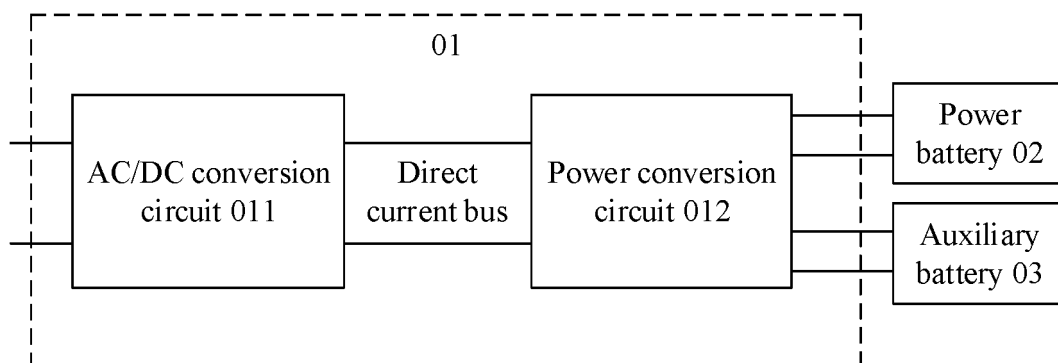 01
AC/DC conversion
circuit 011
Direct
current bus
Power conversion
circuit 012
Power
battery 02
Auxiliary
battery 03